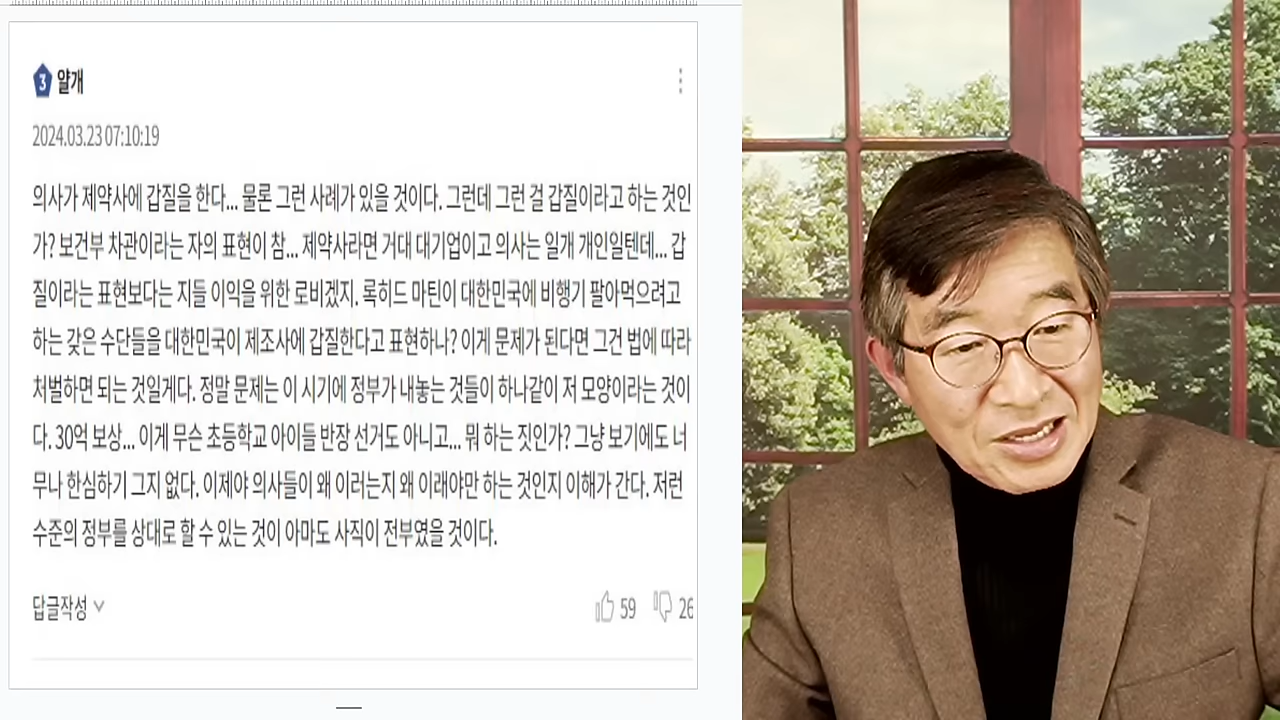 3 얄개
2024.03.23 07:10:19
의사가 제약사에 갑질을 한다... 물론 그런 사례가 있을 것이다. 그런데 그런 걸 갑질이라고 하는 것인
가? 보건부 차관이라는 자의 표현이 참... 제약사라면 거대 대기업이고 의사는 일개 개인일텐데... 갑
질이라는 표현보다는 지들 이익을 위한 로비겠지. 록히드 마틴이 대한민국에 비행기 팔아먹으려고
하는 갖은 수단들을 대한민국이 제조사에 갑질한다고 표현하나? 이게 문제가 된다면 그건 법에 따라
처벌하면 되는 것일게다. 정말 문제는 이 시기에 정부가 내놓는 것들이 하나같이 저 모양이라는 것이
다. 30억 보상... 이게 무슨 초등학교 아이들 반장 선거도 아니고... 뭐 하는 짓인가? 그냥 보기에도 너
무나 한심하기 그지 없다. 이제야 의사들이 왜 이러는지 왜 이래야만 하는 것인지 이해가 간다. 저런
수준의 정부를 상대로 할 수 있는 것이 아마도 사직이 전부였을 것이다.
답글작성 59 26